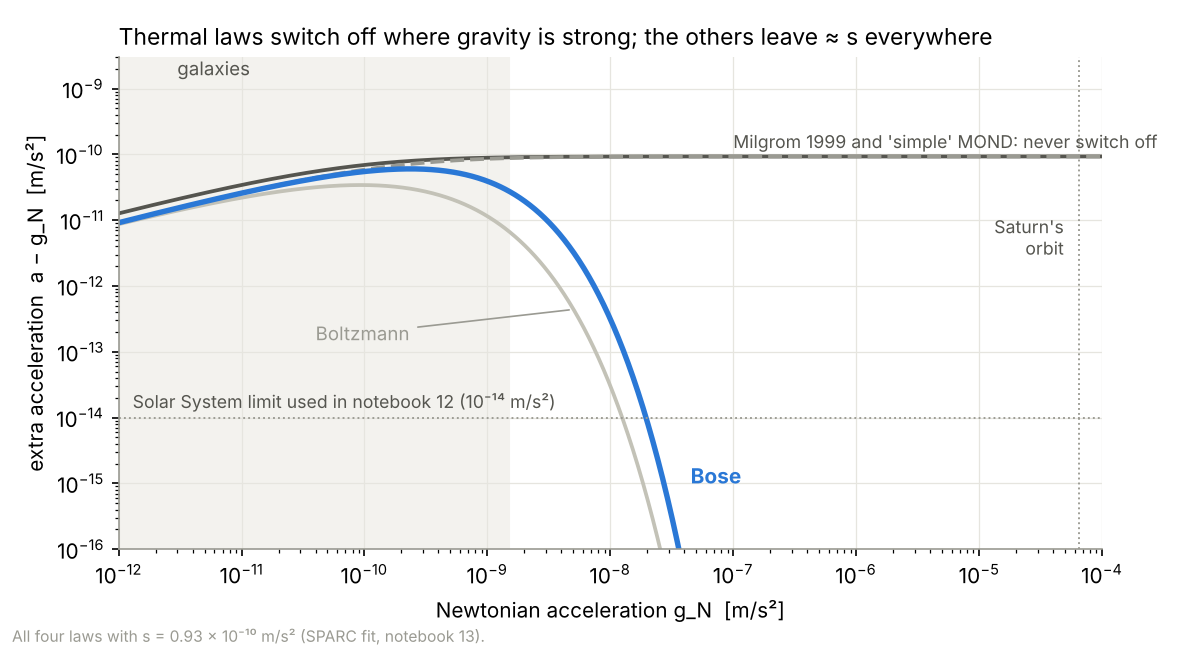 Thermal laws switch off where gravity is strong; the others leave ≈ s everywhere
galaxies
10⁻⁹
Milgrom 1999 and 'simple' MOND: never switch off
10⁻¹⁰
10⁻¹¹
Saturn's
orbit
10⁻¹²
Boltzmann
10⁻¹³
Solar System limit used in notebook 12 (10⁻¹⁴ m/s²)
10⁻¹⁴
Bose
10⁻¹⁵
10⁻¹⁶
extra acceleration a − g_N [m/s²]
10⁻¹² 10⁻¹¹ 10⁻¹⁰ 10⁻⁹ 10⁻⁸ 10⁻⁷ 10⁻⁶ 10⁻⁵ 10⁻⁴
Newtonian acceleration g_N [m/s²]
All four laws with s = 0.93 × 10⁻¹⁰ m/s² (SPARC fit, notebook 13).